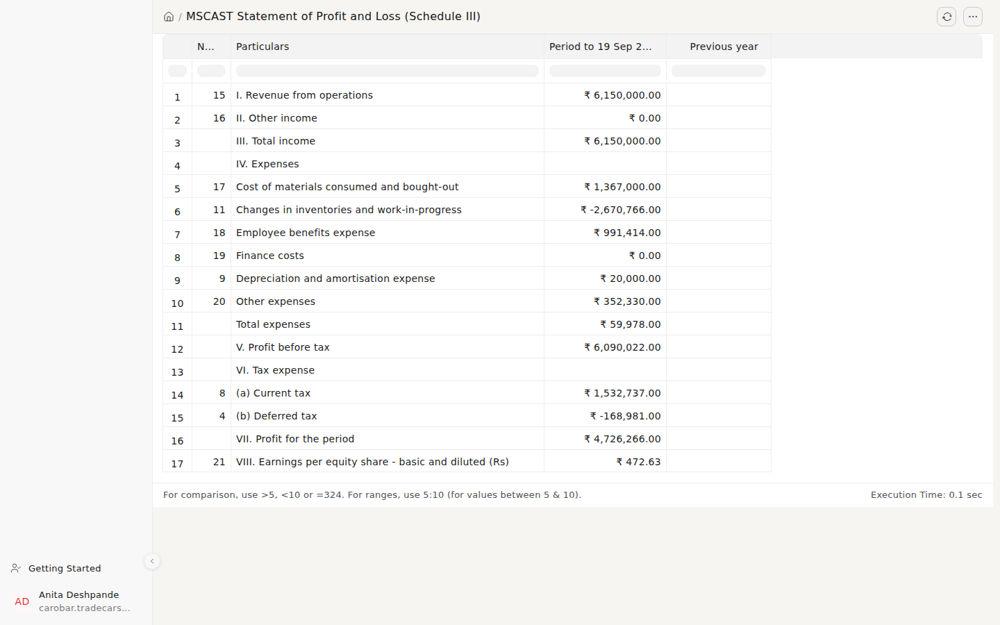 / MSCAST Statement of Profit and Loss (Schedule III)
N... Particulars Period to 19 Sep 2... Previous year
1 15 I. Revenue from operations ₹ 6,150,000.00
2 16 II. Other income ₹ 0.00
3 III. Total income ₹ 6,150,000.00
4 IV. Expenses
5 17 Cost of materials consumed and bought-out ₹ 1,367,000.00
6 11 Changes in inventories and work-in-progress ₹ -2,670,766.00
7 18 Employee benefits expense ₹ 991,414.00
8 19 Finance costs ₹ 0.00
9 9 Depreciation and amortisation expense ₹ 20,000.00
10 20 Other expenses ₹ 352,330.00
11 Total expenses ₹ 59,978.00
12 V. Profit before tax ₹ 6,090,022.00
13 VI. Tax expense
14 8 (a) Current tax ₹ 1,532,737.00
15 4 (b) Deferred tax ₹ -168,981.00
16 VII. Profit for the period ₹ 4,726,266.00
17 21 VIII. Earnings per equity share - basic and diluted (Rs) ₹ 472.63
For comparison, use >5, <10 or =324. For ranges, use 5:10 (for values between 5 & 10). Execution Time: 0.1 sec
Getting Started
AD Anita Deshpande
carobar.tradecars...